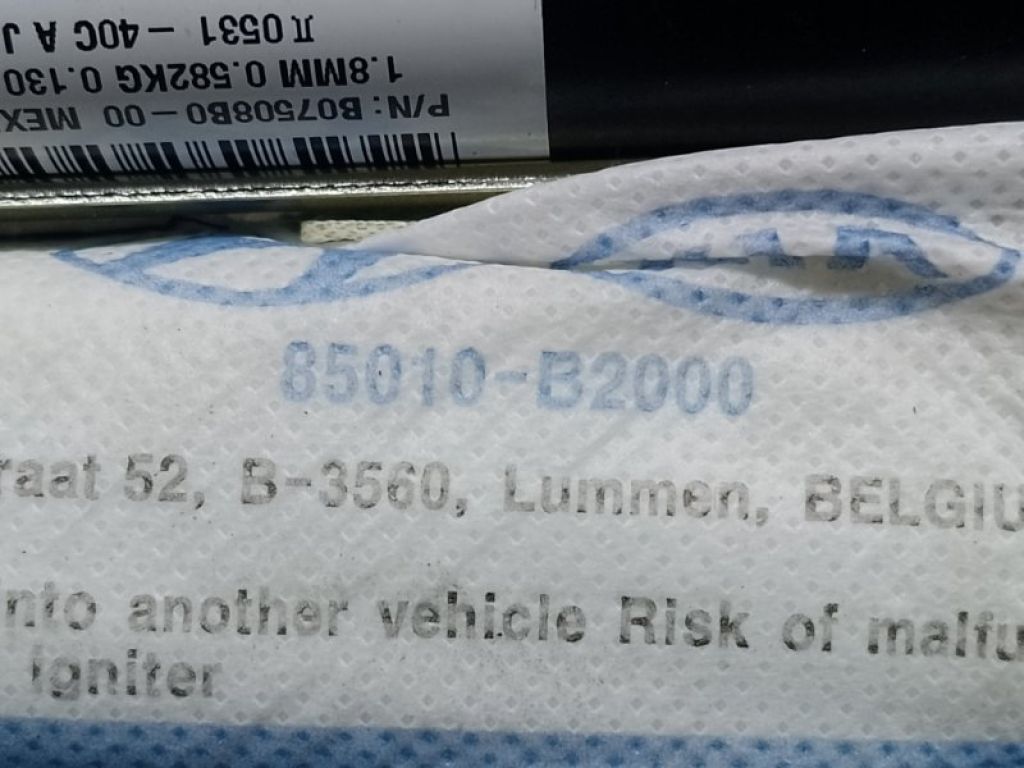 P/N: B07508B0-00 MEX
1.8MM 0.582KG 0.130
0531-40C A J
85010-B2000
raat 52, B-3560, Lummen, BELGIU
nto another vehicle Risk of malfu
igniter